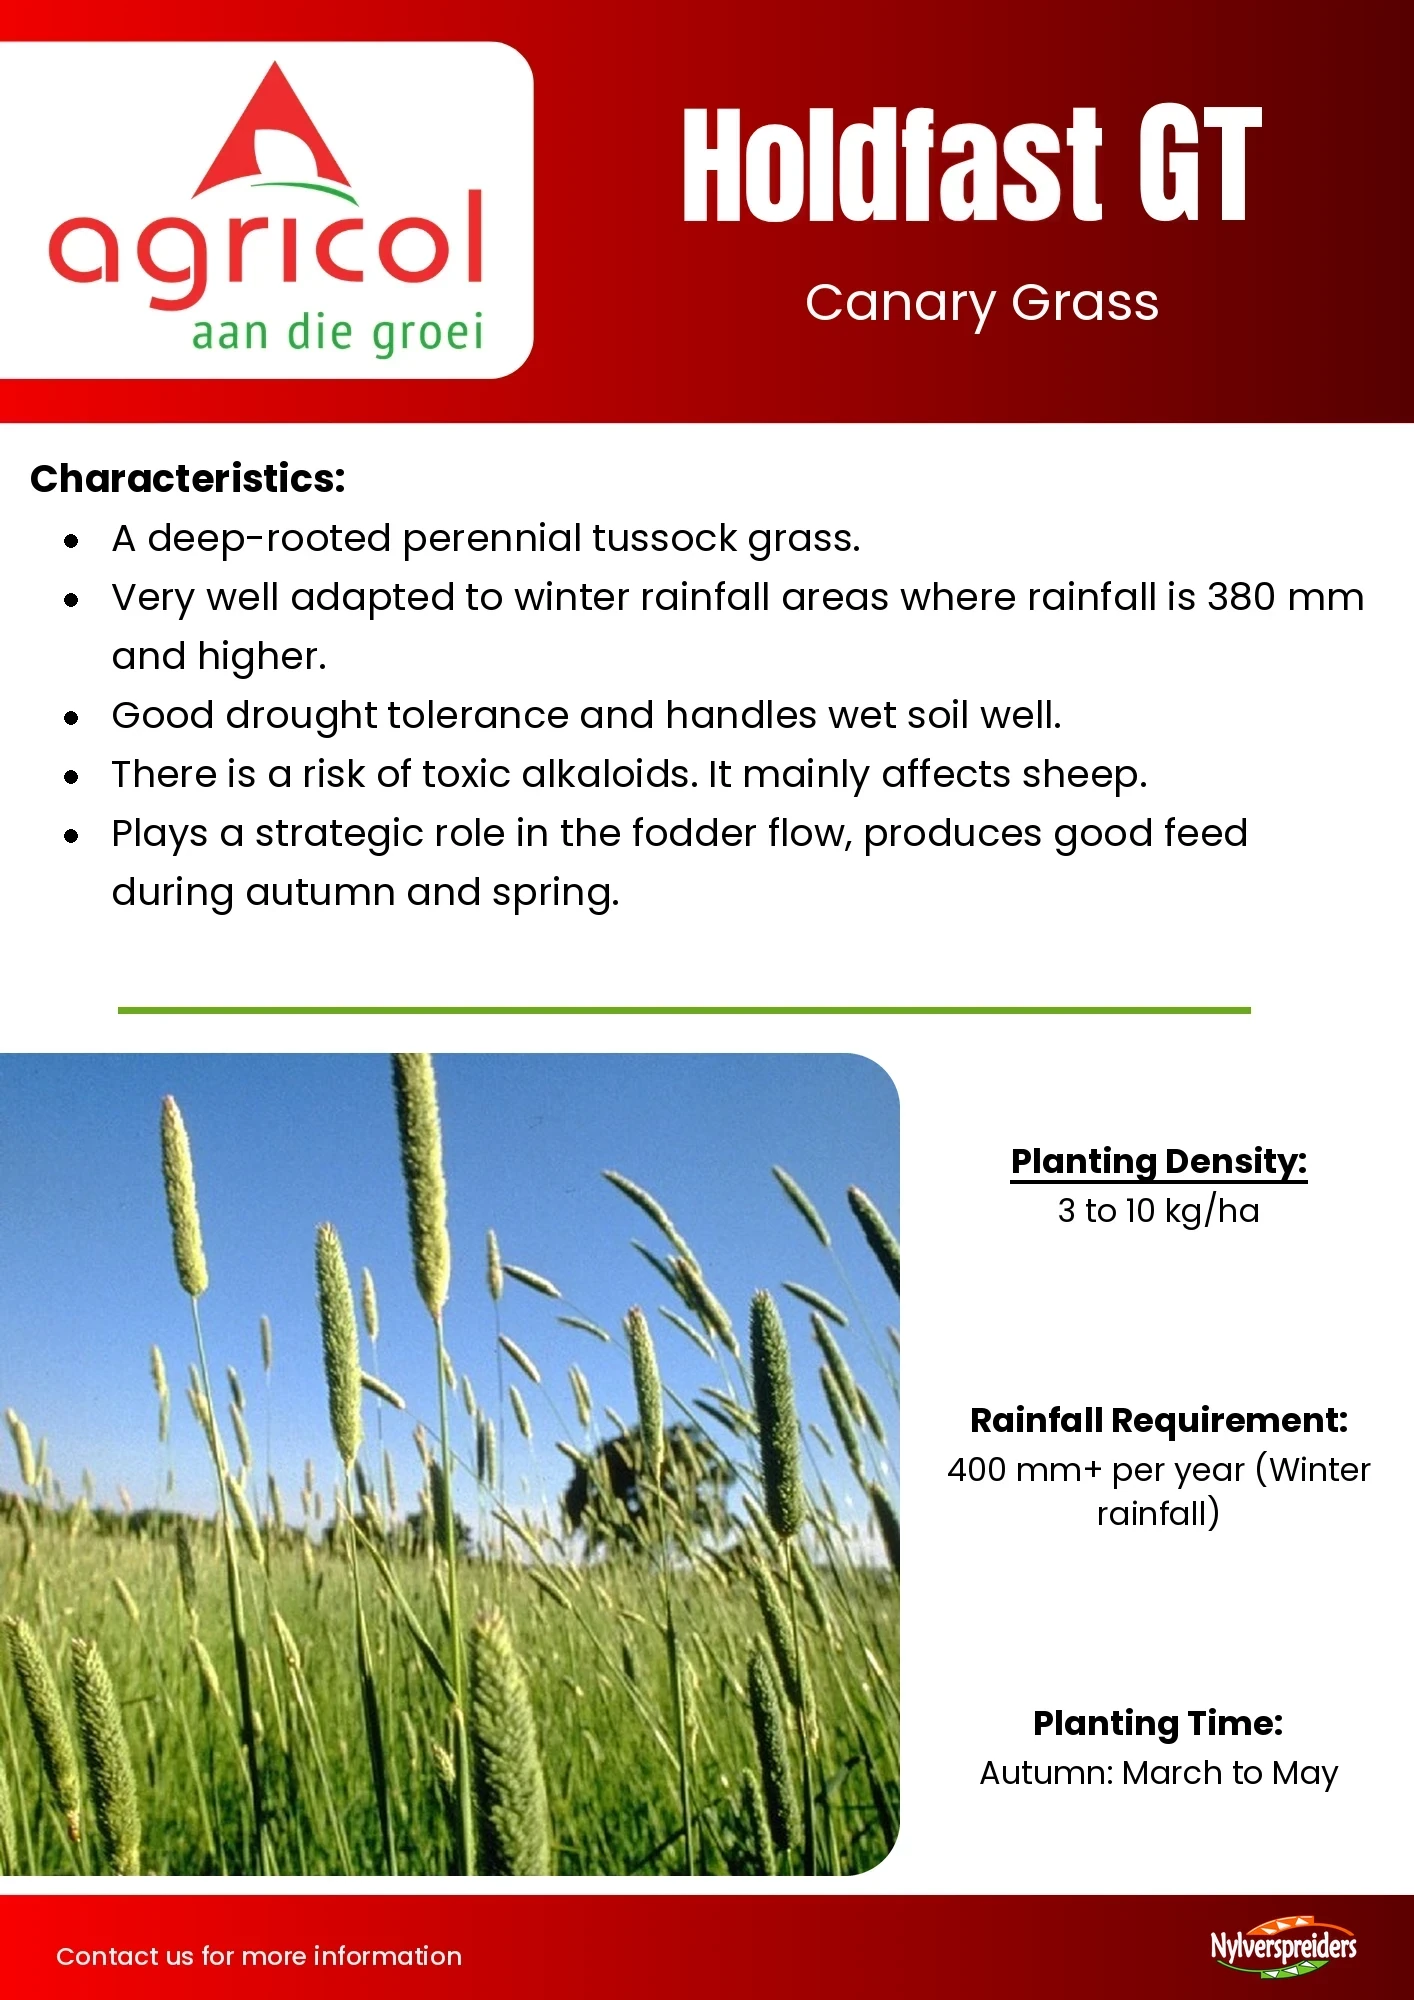 agricol
aan die groei
Holdfast GT
Canary Grass
Characteristics:
• A deep-rooted perennial tussock grass.
• Very well adapted to winter rainfall areas where rainfall is 380 mm
and higher.
• Good drought tolerance and handles wet soil well.
• There is a risk of toxic alkaloids. It mainly affects sheep.
• Plays a strategic role in the fodder flow, produces good feed
during autumn and spring.
Planting Density:
3 to 10 kg/ha
Rainfall Requirement:
400 mm+ per year (Winter
rainfall)
Planting Time:
Autumn: March to May
Contact us for more information
Nylverspreiders